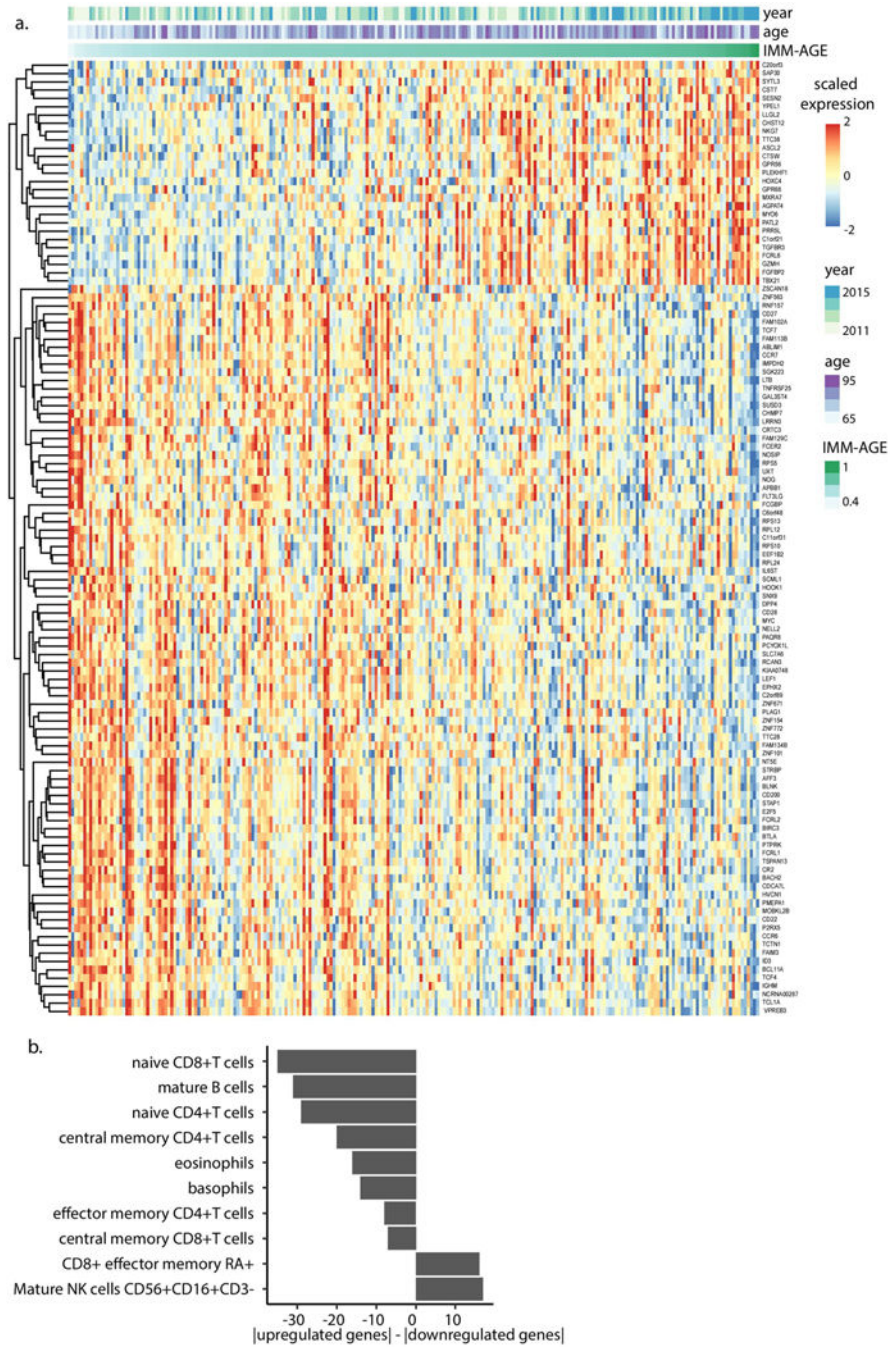 a.
year
age
IMM-AGE
C20orf3
SAP30
SYTL3
CST7
SESN2
YPEL1
LLGL2
CHST12
NKG7
TTC38
ASCL2
CTSW
GPR56
PLEKHF1
HOXC4
GPR68
MXRA7
AGPAT4
MYO6
PATL2
PRR5L
C1orf21
TGFBR3
FCRL6
GZMH
FGFBP2
TBX21
ZSCAN18
ZNF563
RNF157
CD27
FAM102A
TCF7
FAM113B
ABLIM1
CCR7
IMPDH2
SGK223
LTB
TNFRSF25
GAL3ST4
SUSD3
CHMP7
LRRN3
CRTC3
FAM129C
FCER2
NOSIP
RPS5
UXT
NOG
APBB1
FLT3LG
FCGBP
C6orf48
RPS13
RPL12
C11orf31
RPS10
EEF1B2
RPL24
IL6ST
SCML1
HOOK1
SNX9
DPP4
CD28
MYC
NELL2
PAQR8
PCYOX1L
SLC7A6
RCAN3
KIAA0748
LEF1
EPHX2
C2orf89
ZNF671
PLAG1
ZNF154
ZNF772
TTC28
FAM134B
ZNF101
NT5E
STRBP
AFF3
BLNK
CD200
STAP1
E2F5
FCRL2
BIRC3
BTLA
PTPRK
FCRL1
TSPAN13
CR2
BACH2
CDCA7L
HVCN1
PMEPA1
MOBKL2B
CD22
P2RX5
CCR6
TCTN1
FAIM3
ID3
BCL11A
TCF4
IGHM
NCRNA00287
TCL1A
VPREB3
scaled
expression
2
0
-2
year
2015
2011
age
95
65
IMM-AGE
1
0.4
b.
naive CD8+T cells
mature B cells
naive CD4+T cells
central memory CD4+T cells
eosinophils
basophils
effector memory CD4+T cells
central memory CD8+T cells
CD8+ effector memory RA+
Mature NK cells CD56+CD16+CD3-
-30 -20 -10 0 10
|upregulated genes| - |downregulated genes|